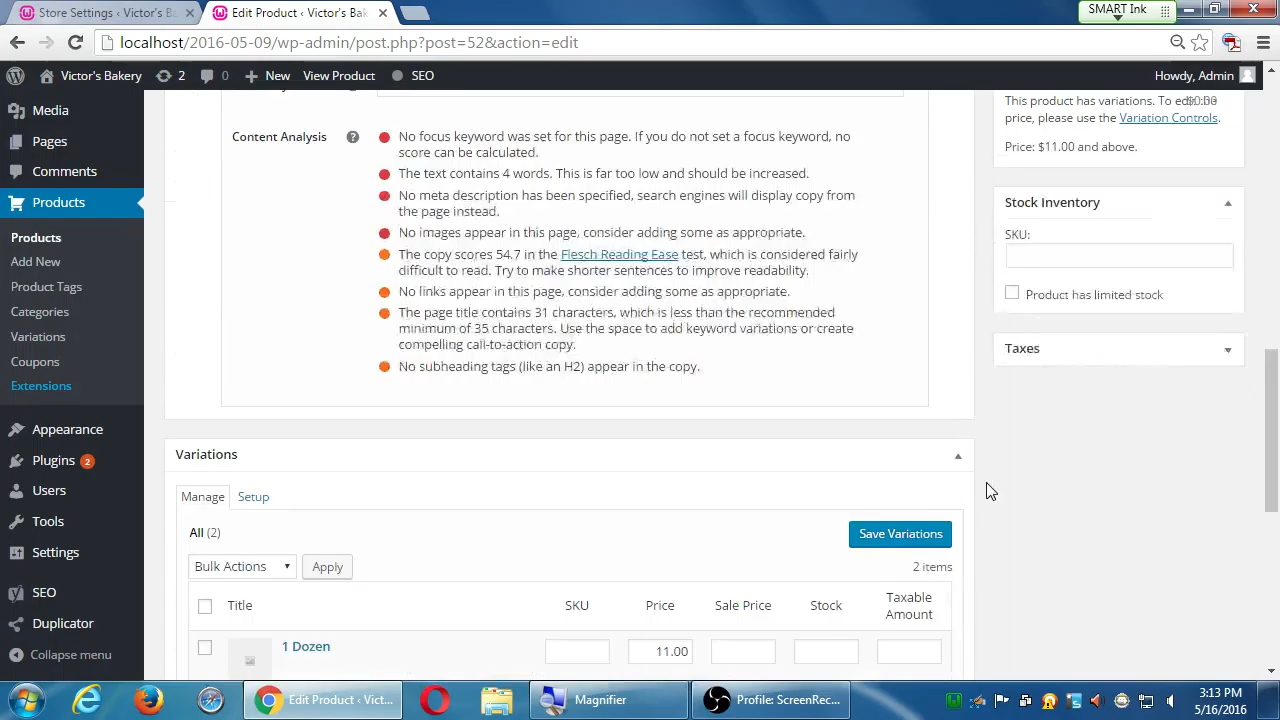 Store Settings ‹ Victor's Ba
Edit Product ‹ Victor's Bak
SMART Ink
localhost/2016-05-09/wp-admin/post.php?post=52&action=edit
Victor's Bakery
2
0
New
View Product
SEO
Howdy, Admin
Media
Pages
Comments
Products
Products
Add New
Product Tags
Categories
Variations
Coupons
Extensions
Appearance
Plugins 2
Users
Tools
Settings
SEO
Duplicator
Collapse menu
Content Analysis
No focus keyword was set for this page. If you do not set a focus keyword, no
score can be calculated.
The text contains 4 words. This is far too low and should be increased.
No meta description has been specified, search engines will display copy from
the page instead.
No images appear in this page, consider adding some as appropriate.
The copy scores 54.7 in the Flesch Reading Ease test, which is considered fairly
difficult to read. Try to make shorter sentences to improve readability.
No links appear in this page, consider adding some as appropriate.
The page title contains 31 characters, which is less than the recommended
minimum of 35 characters. Use the space to add keyword variations or create
compelling call-to-action copy.
No subheading tags (like an H2) appear in the copy.
This product has variations. To edit the
price, please use the Variation Controls.
Price: $11.00 and above.
Stock Inventory
SKU:
Product has limited stock
Taxes
Variations
Manage
Setup
All (2)
Save Variations
Bulk Actions
Apply
2 items
Title
SKU
Price
Sale Price
Stock
Taxable
Amount
1 Dozen
11.00
Edit Product ‹ Vict...
Magnifier
Profile: ScreenRec...
3:13 PM
5/16/2016